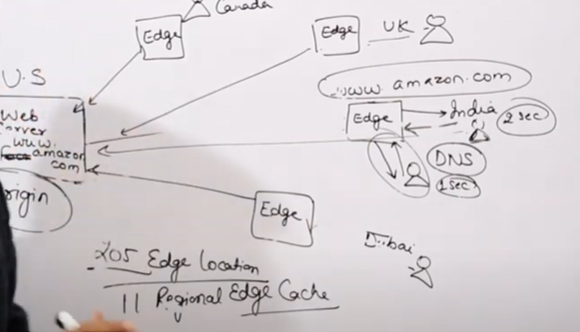 Canada
Edge
Edge
UK
U.S
www.amazon.com
Web
Server
www.
amazon
.com
Edge
India
2 sec
DNS
1 sec
Origin
Edge
Dubai
205 Edge Location
11 Regional Edge Cache